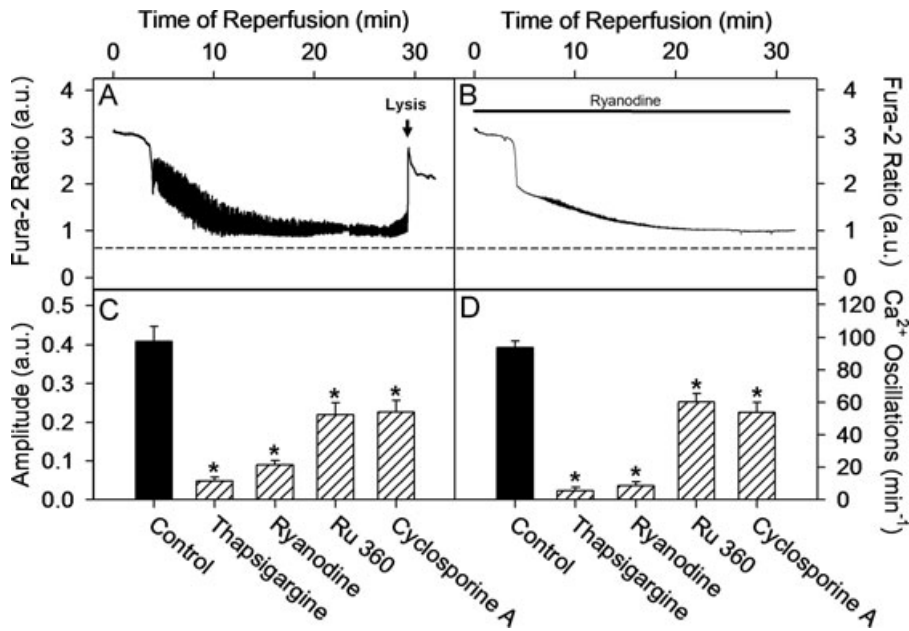 Time of Reperfusion (min)
Time of Reperfusion (min)
0 10 20 30
0 10 20 30
A
Lysis
Fura-2 Ratio (a.u.)
4
3
2
1
0
B
Ryanodine
Fura-2 Ratio (a.u.)
4
3
2
1
0
C
Amplitude (a.u.)
0.5
0.4
0.3
0.2
0.1
0.0
* * * *
D
Ca²⁺ Oscillations (min⁻¹)
120
100
80
60
40
20
0
* * * *
Control
Thapsigargine
Ryanodine
Ru 360
Cyclosporine A
Control
Thapsigargine
Ryanodine
Ru 360
Cyclosporine A